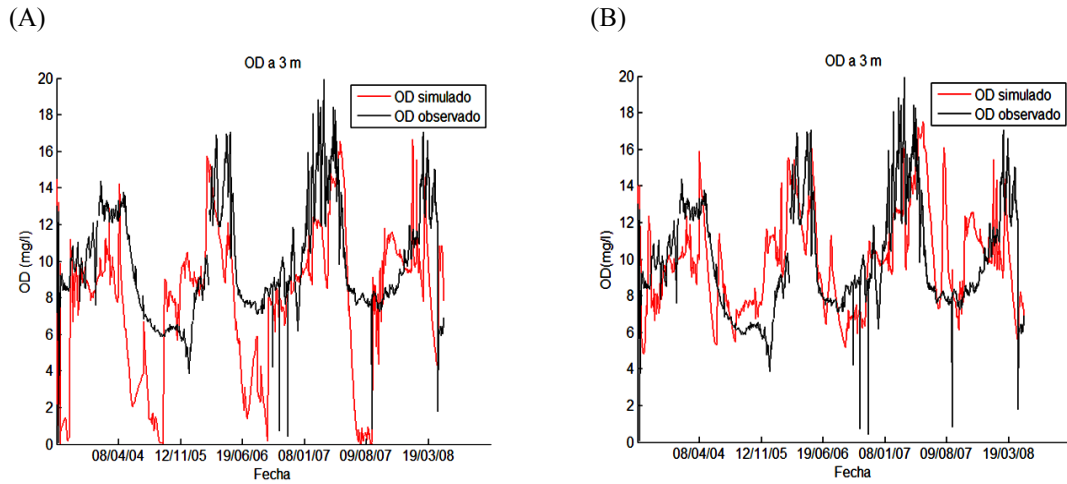 (A)
OD a 3 m
OD simulado
OD observado
20
18
16
14
12
10
8
6
4
2
0
OD (mg/l)
08/04/04 12/11/05 19/06/06 08/01/07 09/08/07 19/03/08
Fecha
(B)
OD a 3 m
OD simulado
OD observado
20
18
16
14
12
10
8
6
4
2
0
OD(mg/l)
08/04/04 12/11/05 19/06/06 08/01/07 09/08/07 19/03/08
Fecha